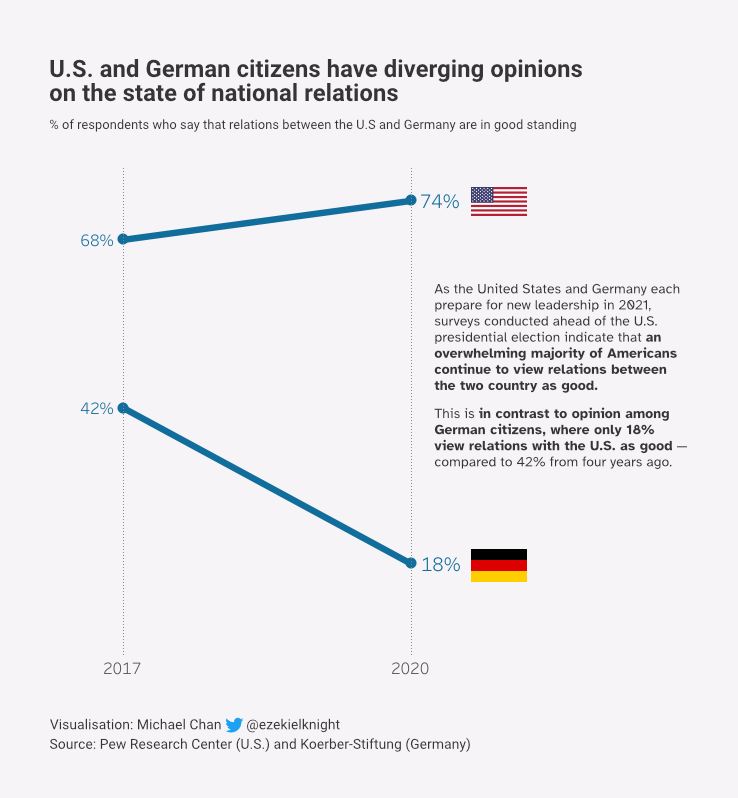 U.S. and German citizens have diverging opinions
on the state of national relations
% of respondents who say that relations between the U.S and Germany are in good standing
74%
68%
As the United States and Germany each
prepare for new leadership in 2021,
surveys conducted ahead of the U.S.
presidential election indicate that an
overwhelming majority of Americans
continue to view relations between
the two country as good.
42%
This is in contrast to opinion among
German citizens, where only 18%
view relations with the U.S. as good —
compared to 42% from four years ago.
18%
2017
2020
Visualisation: Michael Chan @ezekielknight
Source: Pew Research Center (U.S.) and Koerber-Stiftung (Germany)